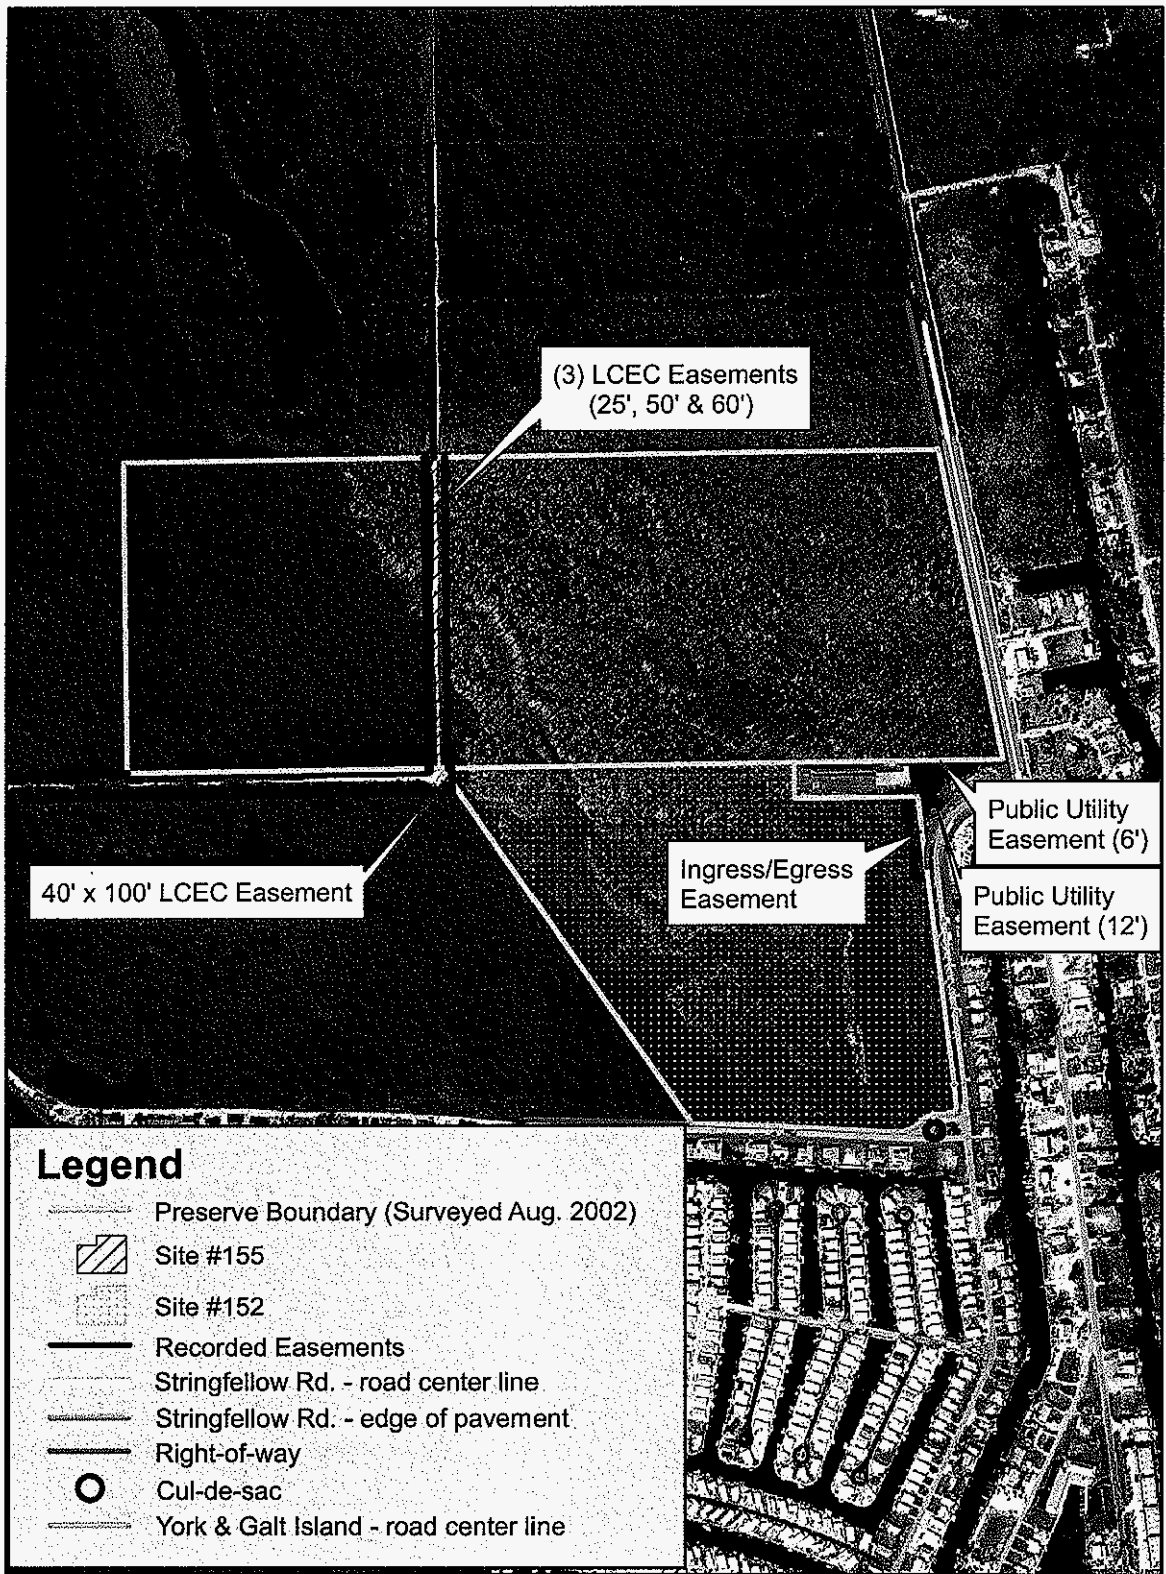 (3) LCEC Easements
(25', 50' & 60')
Public Utility
Easement (6')
Ingress/Egress
Easement
40' x 100' LCEC Easement
Public Utility
Easement (12')
Legend
Preserve Boundary (Surveyed Aug. 2002)
Site #155
Site #152
Recorded Easements
Stringfellow Rd. - road center line
Stringfellow Rd. - edge of pavement
Right-of-way
Cul-de-sac
York & Galt Island - road center line